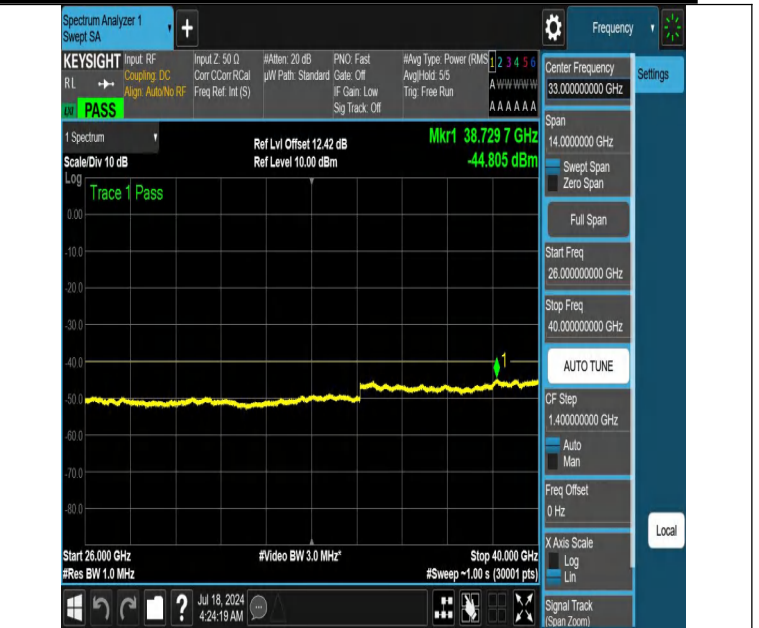 Spectrum Analyzer 1
Swept SA
+
Frequency
KEYSIGHT
RL
PASS
Input: RF
Coupling: DC
Align: Auto/No RF
Input Z: 50 Ω
Corr CCorr RCal
Freq Ref: Int (S)
#Atten: 20 dB
µW Path: Standard
PNO: Fast
Gate: Off
IF Gain: Low
Sig Track: Off
#Avg Type: Power (RMS
Avg|Hold: 5/5
Trig: Free Run
1 2 3 4 5 6
A W W W W W
A A A A A A
Center Frequency
33.000000000 GHz
Settings
Span
14.0000000 GHz
Swept Span
Zero Span
Full Span
Start Freq
26.000000000 GHz
Stop Freq
40.000000000 GHz
AUTO TUNE
CF Step
1.400000000 GHz
Auto
Man
Freq Offset
0 Hz
X Axis Scale
Log
Lin
Signal Track
(Span Zoom)
Local
1 Spectrum
Scale/Div 10 dB
Ref Lvl Offset 12.42 dB
Ref Level 10.00 dBm
Mkr1 38.729 7 GHz
-44.805 dBm
Log
Trace 1 Pass
0.00
-10.0
-20.0
-30.0
-40.0
-50.0
-60.0
-70.0
-80.0
1
Start 26.000 GHz
#Res BW 1.0 MHz
#Video BW 3.0 MHz*
Stop 40.000 GHz
#Sweep ~1.00 s (30001 pts)
?
Jul 18, 2024
4:24:19 AM